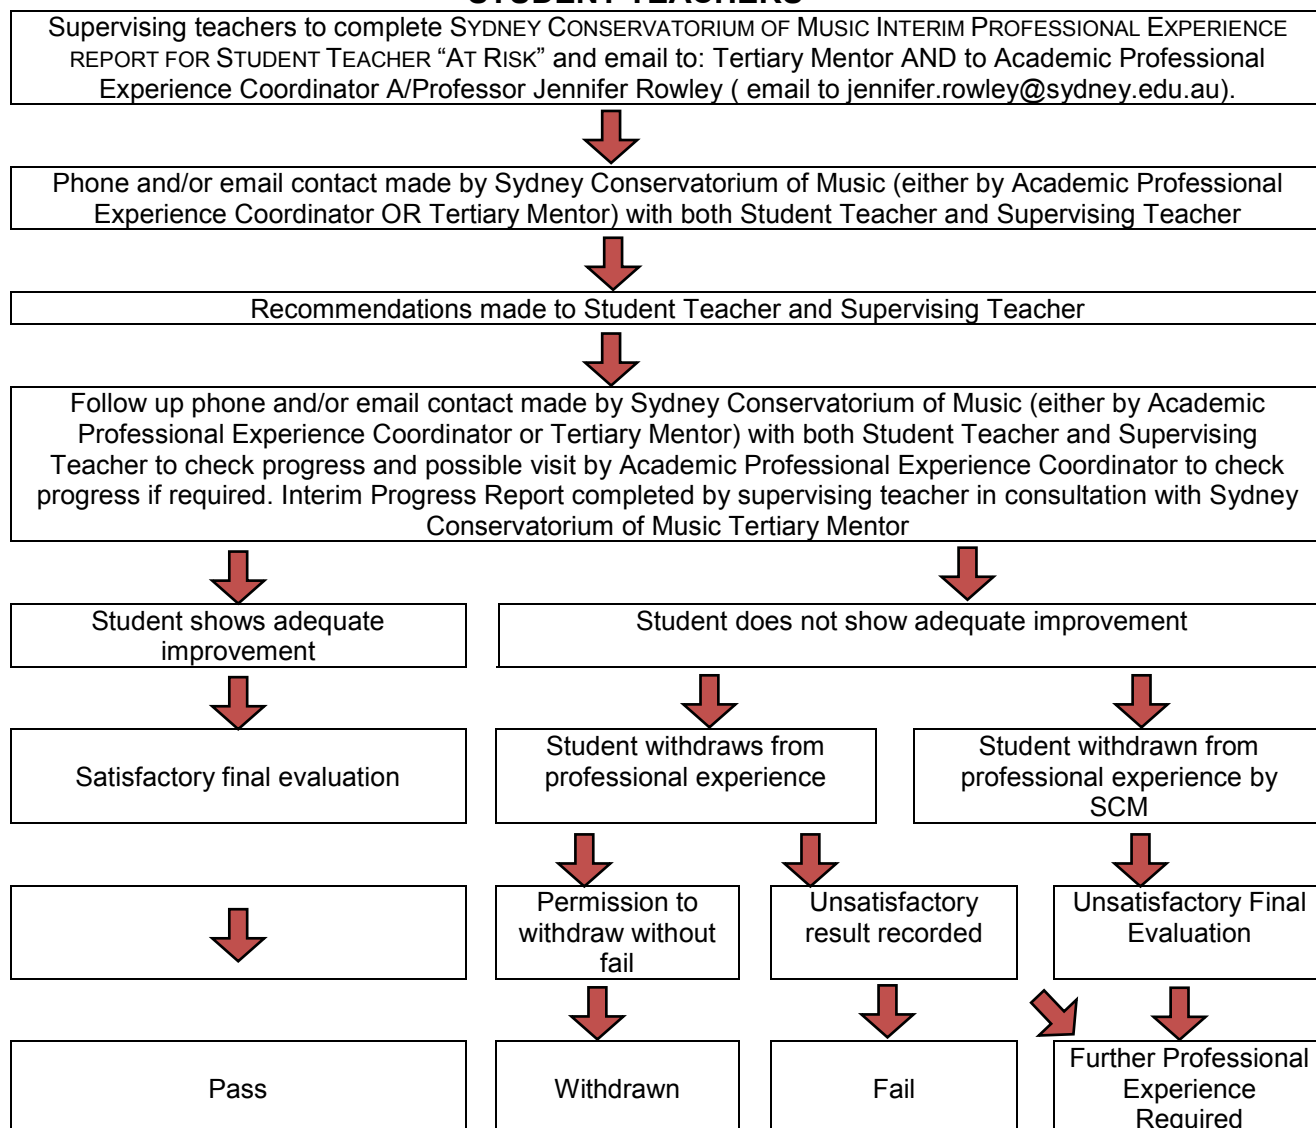 STUDENT TEACHERS
Supervising teachers to complete SYDNEY CONSERVATORIUM OF MUSIC INTERIM PROFESSIONAL EXPERIENCE
REPORT FOR STUDENT TEACHER “AT RISK” and email to: Tertiary Mentor AND to Academic Professional
Experience Coordinator A/Professor Jennifer Rowley ( email to jennifer.rowley@sydney.edu.au).
Phone and/or email contact made by Sydney Conservatorium of Music (either by Academic Professional
Experience Coordinator OR Tertiary Mentor) with both Student Teacher and Supervising Teacher
Recommendations made to Student Teacher and Supervising Teacher
Follow up phone and/or email contact made by Sydney Conservatorium of Music (either by Academic
Professional Experience Coordinator or Tertiary Mentor) with both Student Teacher and Supervising
Teacher to check progress and possible visit by Academic Professional Experience Coordinator to check
progress if required. Interim Progress Report completed by supervising teacher in consultation with Sydney
Conservatorium of Music Tertiary Mentor
Student shows adequate
improvement
Student does not show adequate improvement
Satisfactory final evaluation
Student withdraws from
professional experience
Student withdrawn from
professional experience by
SCM
Permission to
withdraw without
fail
Unsatisfactory
result recorded
Unsatisfactory Final
Evaluation
Pass
Withdrawn
Fail
Further Professional
Experience
Required